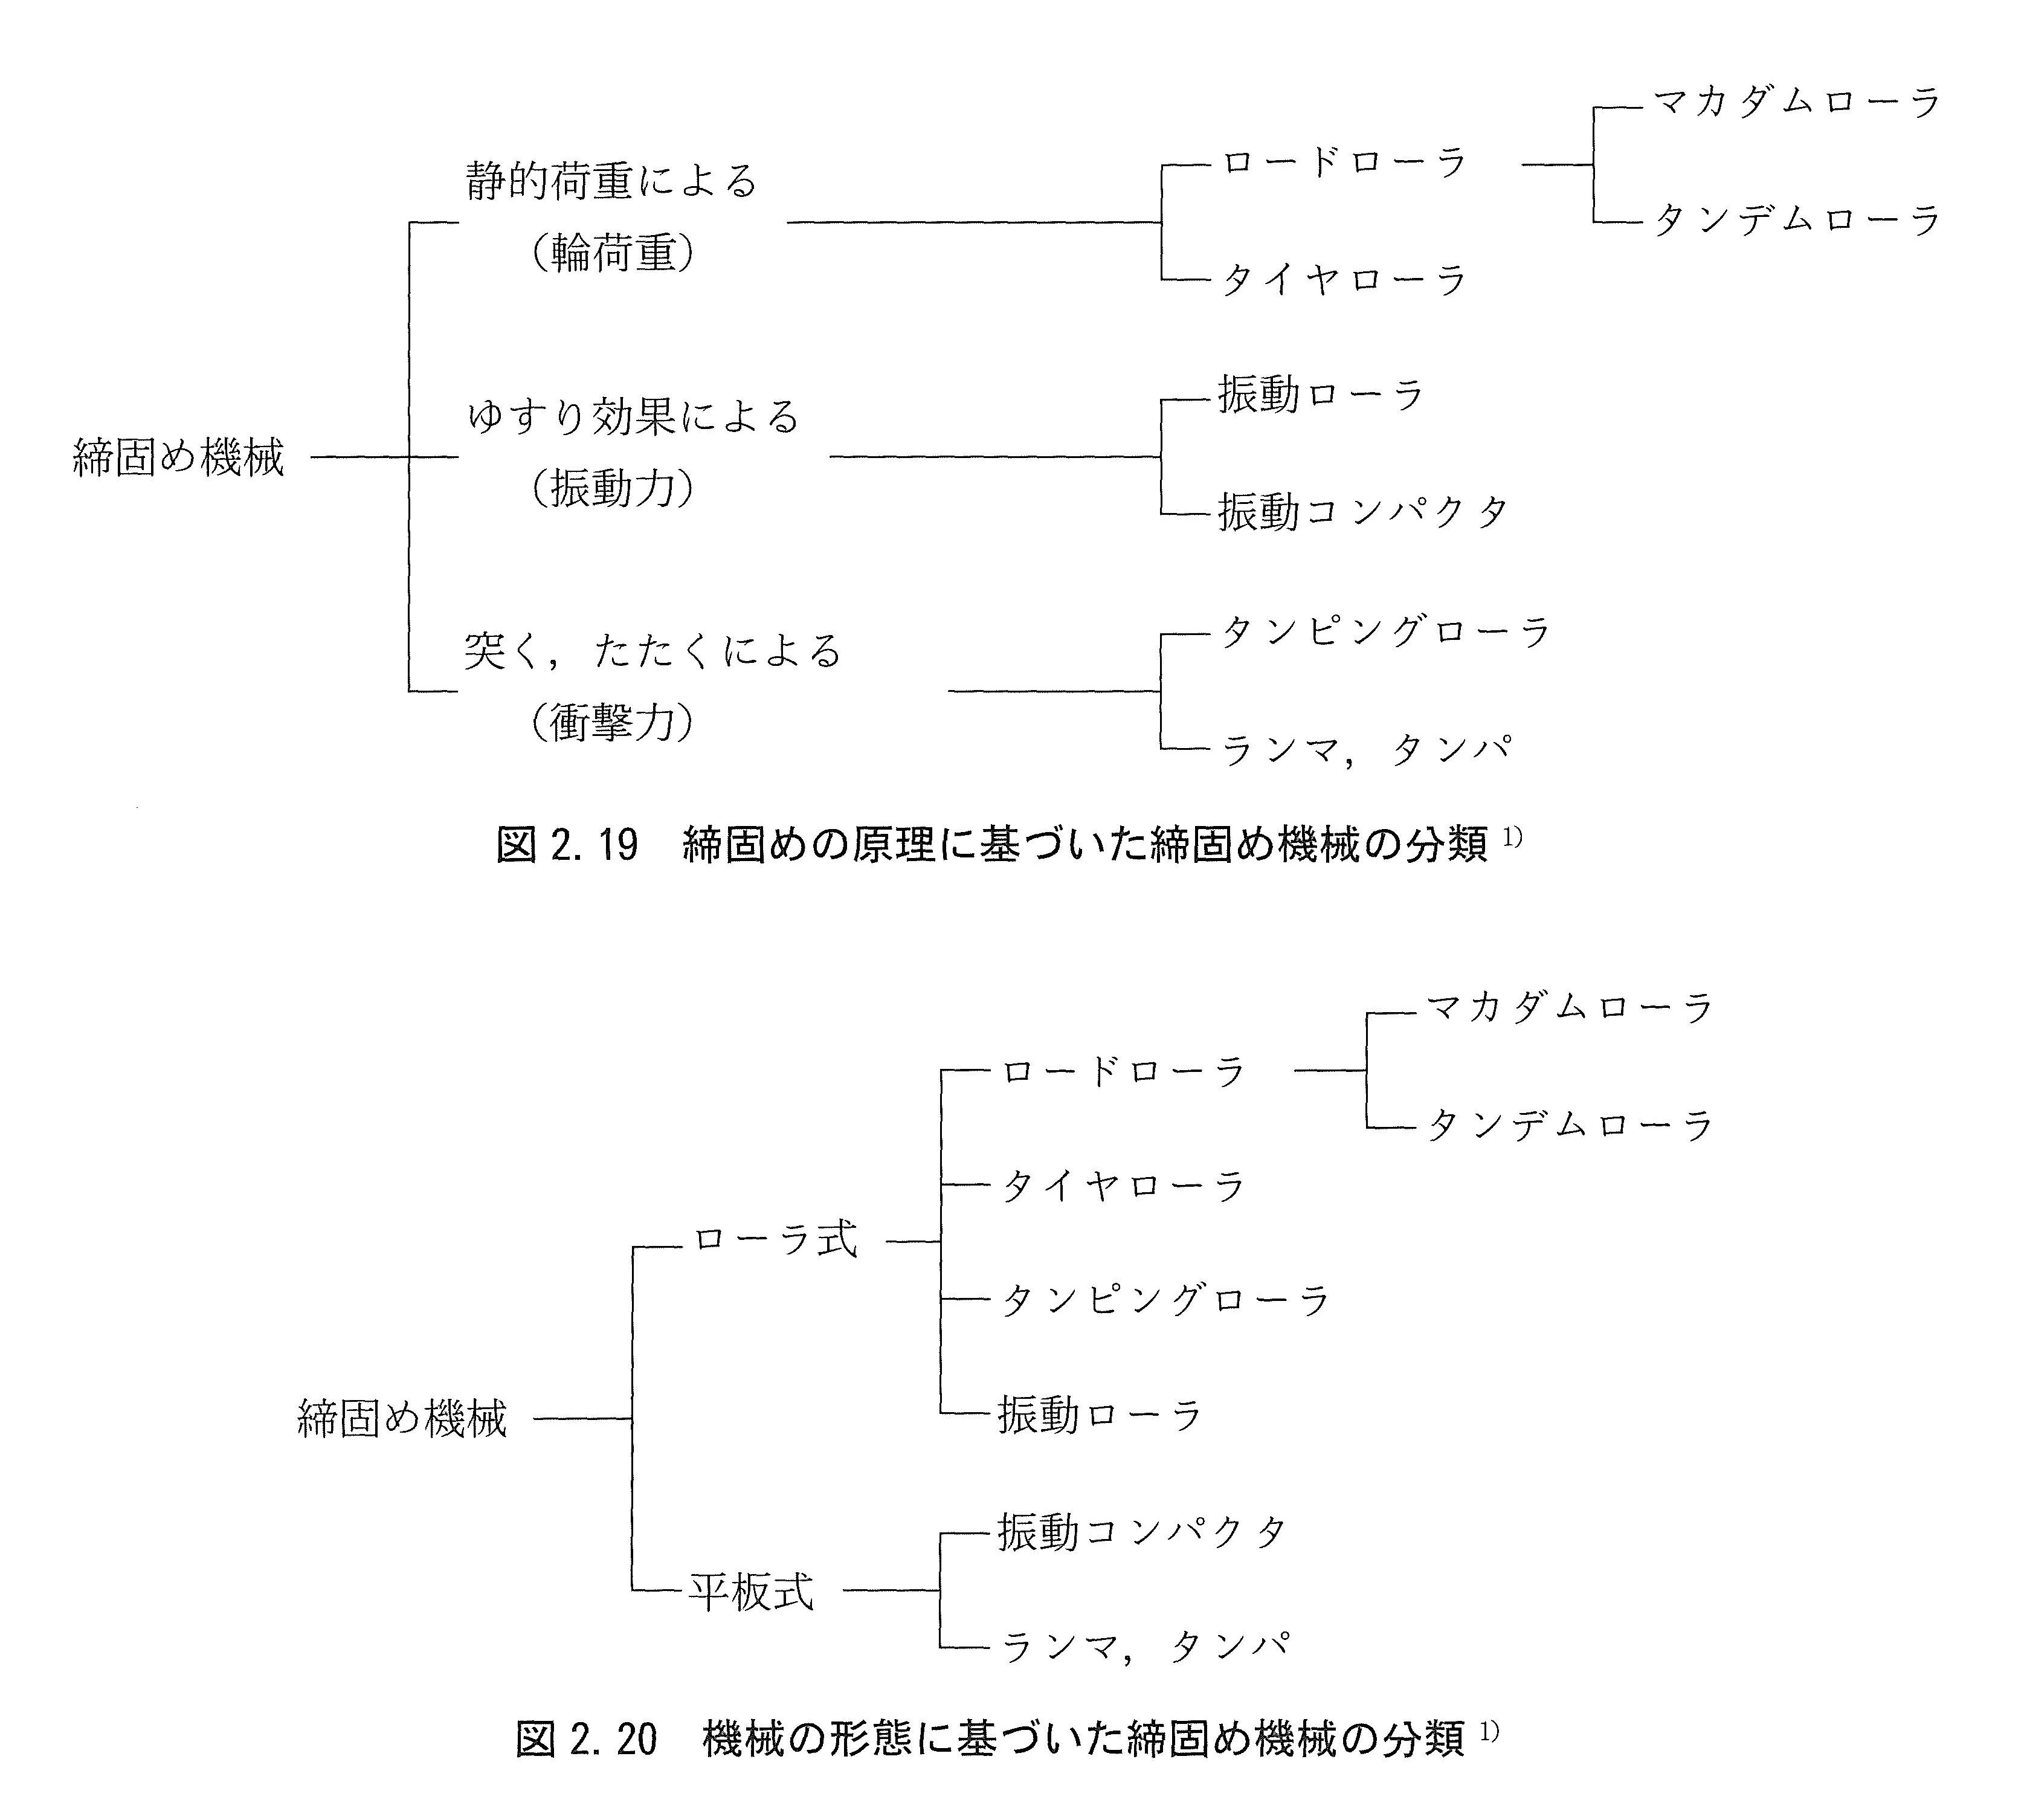 マカダムローラ
静的荷重による
ロードローラ
(輪荷重)
タンデムローラ
タイヤローラ
ゆすり効果による
振動ローラ
締固め機械
(振動力)
振動コンパクタ
突く，たたくによる
タンピングローラ
(衝撃力)
ランマ，タンパ
図2.19 締固めの原理に基づいた締固め機械の分類1)
マカダムローラ
ロードローラ
タンデムローラ
タイヤローラ
ローラ式
タンピングローラ
振動ローラ
締固め機械
振動コンパクタ
平板式
ランマ，タンパ
図2.20 機械の形態に基づいた締固め機械の分類1)